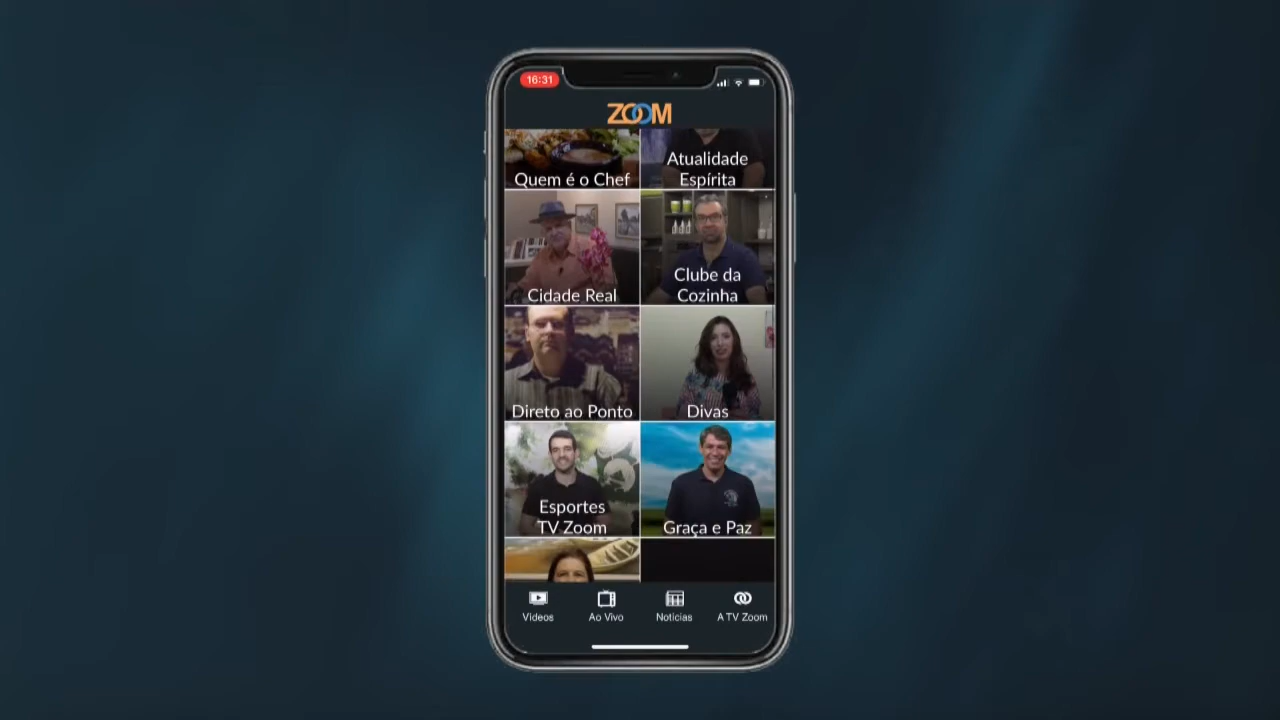 16:31
ZOOM
Quem é o Chef
Atualidade
Espírita
Cidade Real
Clube da
Cozinha
Direto ao Ponto
Divas
Esportes
TV Zoom
Graça e Paz
Vídeos
Ao Vivo
Notícias
A TV Zoom